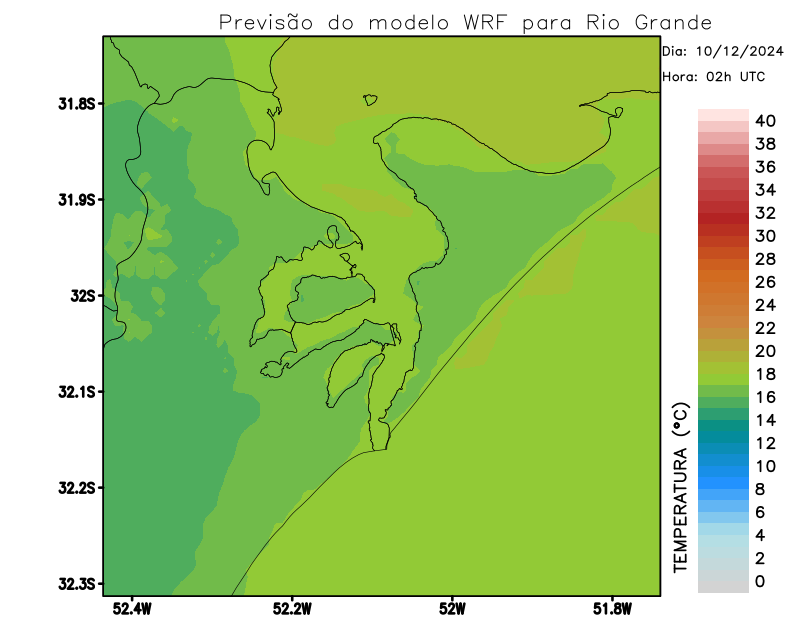 Previsão do modelo WRF para Rio Grande
Dia: 10/12/2024
Hora: 02h UTC
31.8S
31.9S
32S
32.1S
32.2S
32.3S
52.4W
52.2W
52W
51.8W
TEMPERATURA (°C)
40
38
36
34
32
30
28
26
24
22
20
18
16
14
12
10
8
6
4
2
0